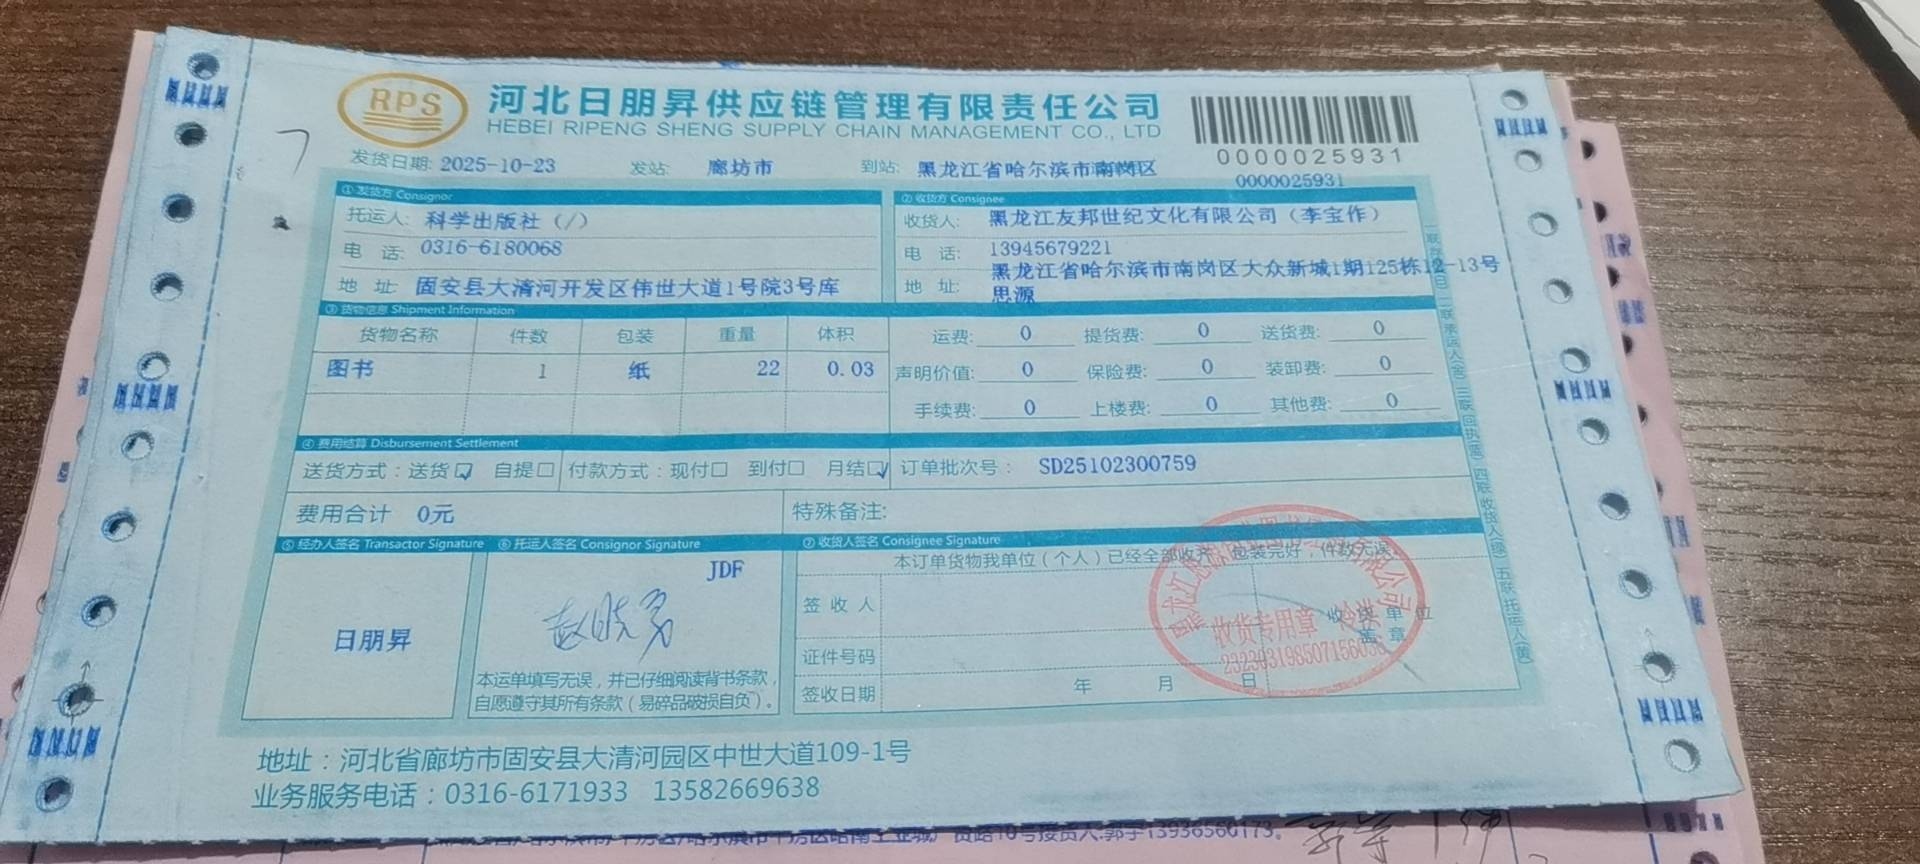 RPS
河北日朋昇供应链管理有限责任公司
HEBEI RIPENG SHENG SUPPLY CHAIN MANAGEMENT CO., LTD
0000025931
发货日期: 2025-10-23 发站: 廊坊市 到站: 黑龙江省哈尔滨市南岗区
0000025931
①发货方 Consignor ②收货方 Consignee
托运人: 科学出版社（/） 收货人: 黑龙江友邦世纪文化有限公司（李宝作）
电 话: 0316-6180068 电 话: 13945679221
地 址: 固安县大清河开发区伟世大道1号院3号库 地 址: 黑龙江省哈尔滨市南岗区大众新城1期125栋12-13号
思源
③货物信息 Shipment Information
货物名称 件数 包装 重量 体积 运费: 0 提货费: 0 送货费: 0
图书 1 纸 22 0.03 声明价值: 0 保险费: 0 装卸费: 0
手续费: 0 上楼费: 0 其他费: 0
④费用结算 Disbursement Settlement
送货方式：送货☑ 自提□ 付款方式：现付□ 到付□ 月结☑ 订单批次号： SD25102300759
费用合计 0元 特殊备注:
⑤经办人签名 Transactor Signature ⑥托运人签名 Consignor Signature ⑦收货人签名 Consignee Signature
本订单货物我单位（个人）已经全部收齐，包装完好，件数无误。
JDF
日朋昇
签收人 收货单位
盖章
收货专用章
证件号码
签收日期 年 月 日
本运单填写无误，并已仔细阅读背书条款，
自愿遵守其所有条款（易碎品破损自负）。
地址：河北省廊坊市固安县大清河园区中世大道109-1号
业务服务电话：0316-6171933 13582669638